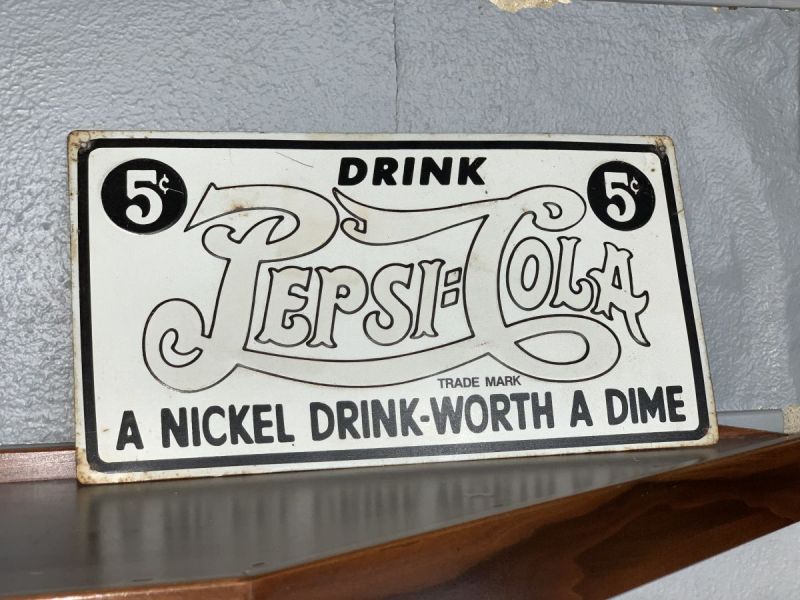 DRINK
5¢ 5¢
PEPSI=COLA
TRADE MARK
A NICKEL DRINK-WORTH A DIME